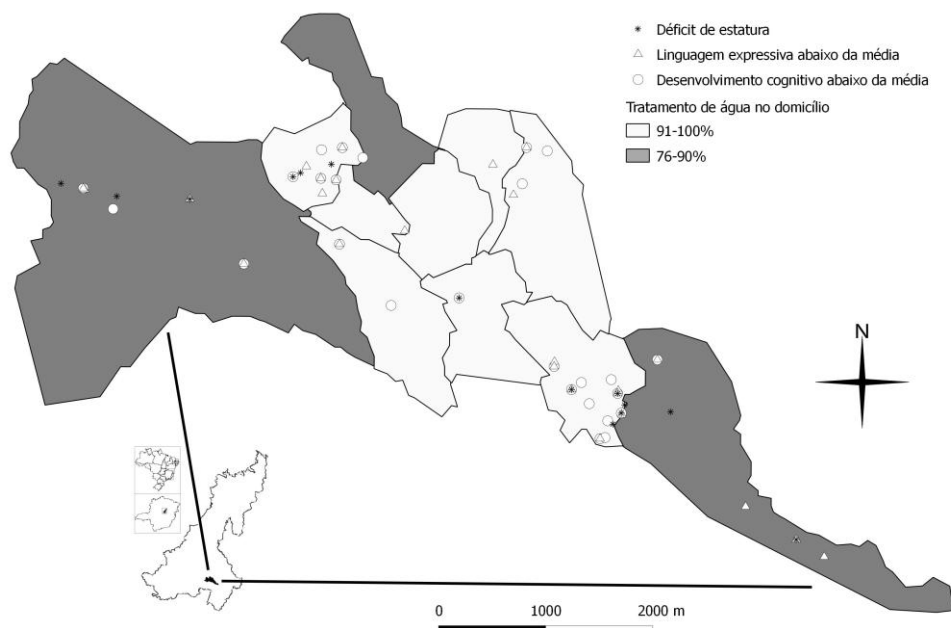 Déficit de estatura
Linguagem expressiva abaixo da média
Desenvolvimento cognitivo abaixo da média
Tratamento de água no domicílio
91-100%
76-90%
N
0 1000 2000 m